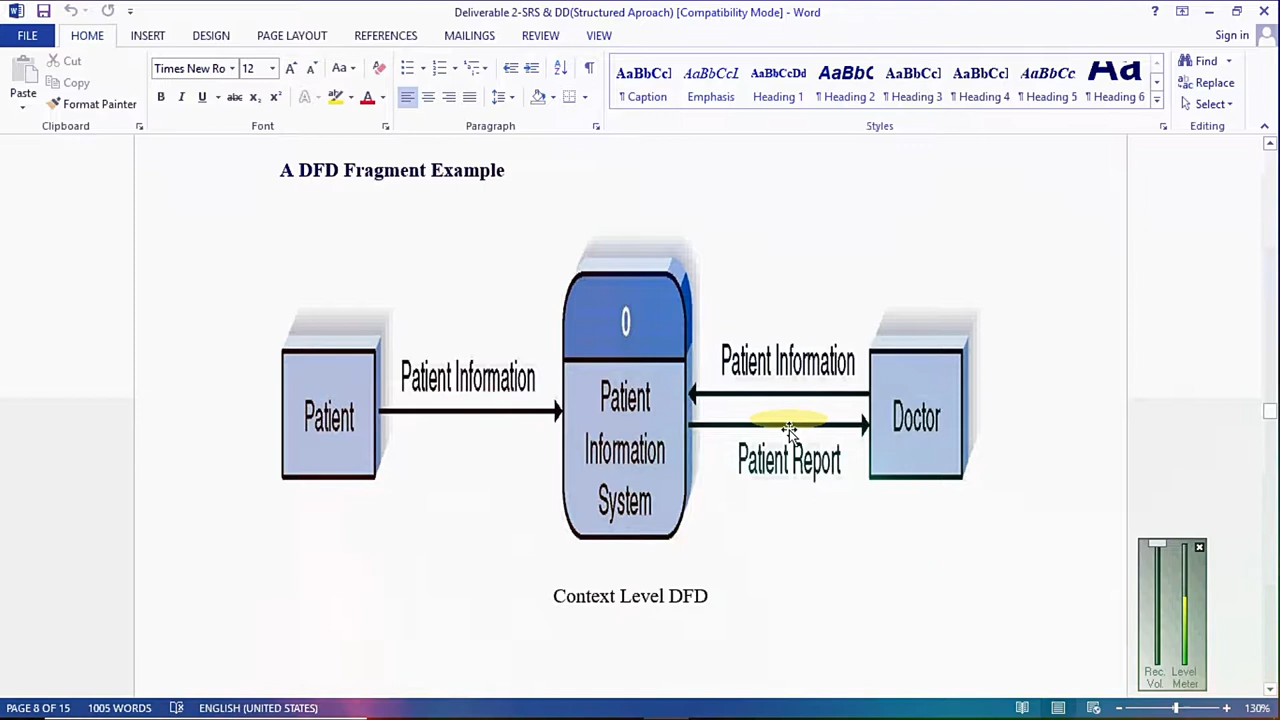 Deliverable 2-SRS & DD(Structured Aproach) [Compatibility Mode] - Word
?
FILE
HOME
INSERT
DESIGN
PAGE LAYOUT
REFERENCES
MAILINGS
REVIEW
VIEW
Sign in
Paste
Cut
Copy
Format Painter
Clipboard
Times New Ro
12
Font
Paragraph
AaBbCcI
¶ Caption
AaBbCcL
Emphasis
AaBbCcDd
Heading 1
AaBbC
¶ Heading 2
AaBbCcI
¶ Heading 3
AaBbCcI
¶ Heading 4
AaBbCc
¶ Heading 5
AaB
¶ Heading 6
Styles
Find
Replace
Select
Editing
A DFD Fragment Example
Patient
Patient Information
0
Patient
Information
System
Patient Information
Patient Report
Doctor
Context Level DFD
Rec. Level
Vol Meter
PAGE 8 OF 15
1005 WORDS
ENGLISH (UNITED STATES)
130%